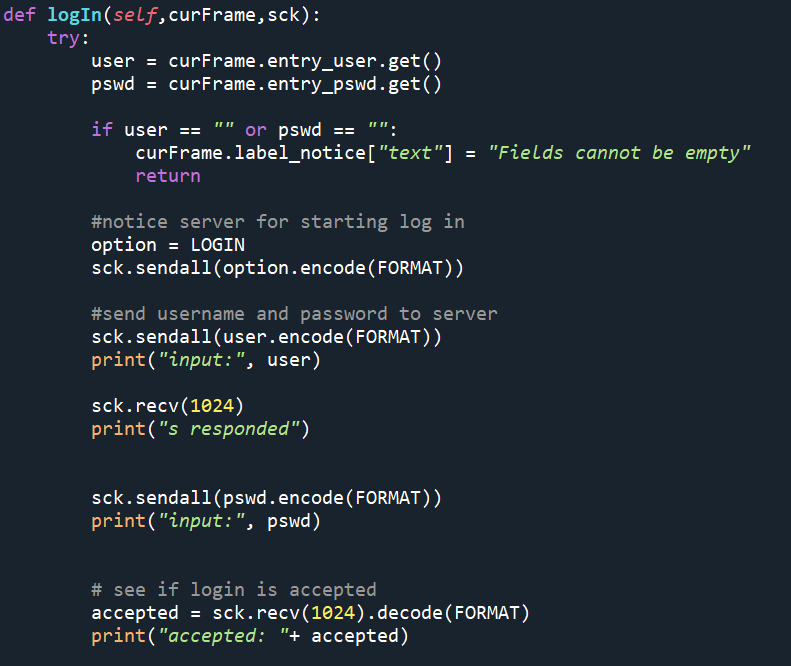 def logIn(self,curFrame,sck):
    try:
        user = curFrame.entry_user.get()
        pswd = curFrame.entry_pswd.get()

        if user == "" or pswd == "":
            curFrame.label_notice["text"] = "Fields cannot be empty"
            return

        #notice server for starting log in
        option = LOGIN
        sck.sendall(option.encode(FORMAT))

        #send username and password to server
        sck.sendall(user.encode(FORMAT))
        print("input:", user)

        sck.recv(1024)
        print("s responded")


        sck.sendall(pswd.encode(FORMAT))
        print("input:", pswd)


        # see if login is accepted
        accepted = sck.recv(1024).decode(FORMAT)
        print("accepted: "+ accepted)